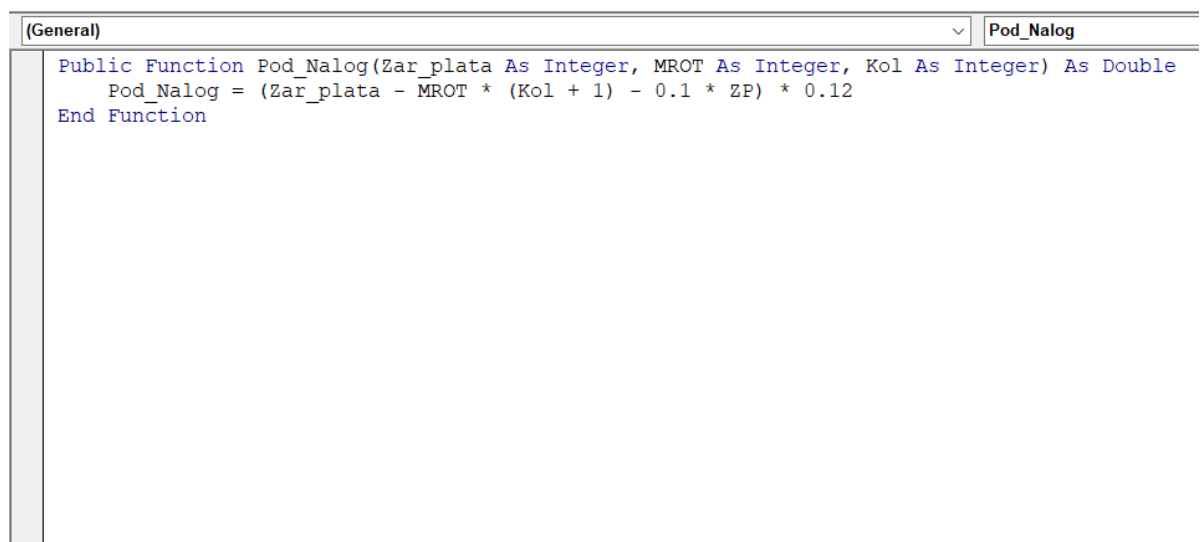 (General) Pod_Nalog
Public Function Pod_Nalog(Zar_plata As Integer, MROT As Integer, Kol As Integer) As Double
Pod_Nalog = (Zar_plata - MROT * (Kol + 1) - 0.1 * ZP) * 0.12
End Function